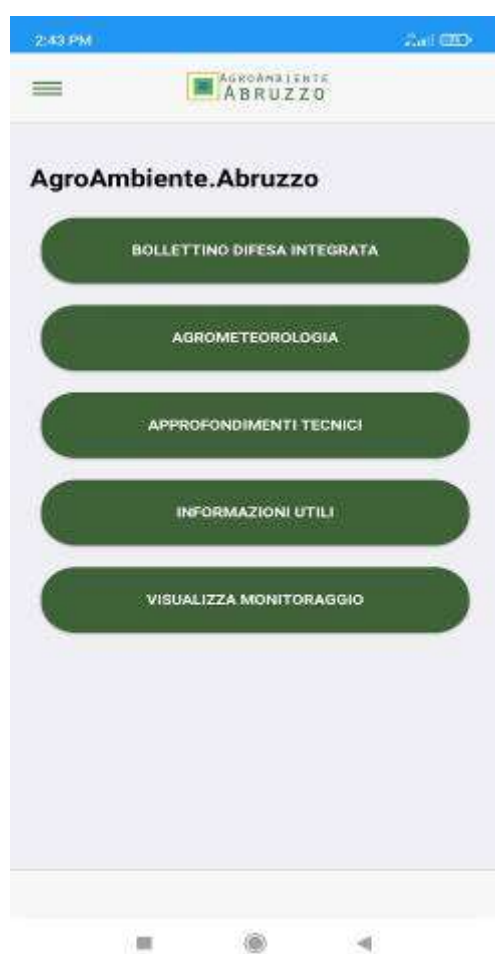 2:43 PM
AGROAMBIENTE
ABRUZZO
AgroAmbiente.Abruzzo
BOLLETTINO DIFESA INTEGRATA
AGROMETEOROLOGIA
APPROFONDIMENTI TECNICI
INFORMAZIONI UTILI
VISUALIZZA MONITORAGGIO